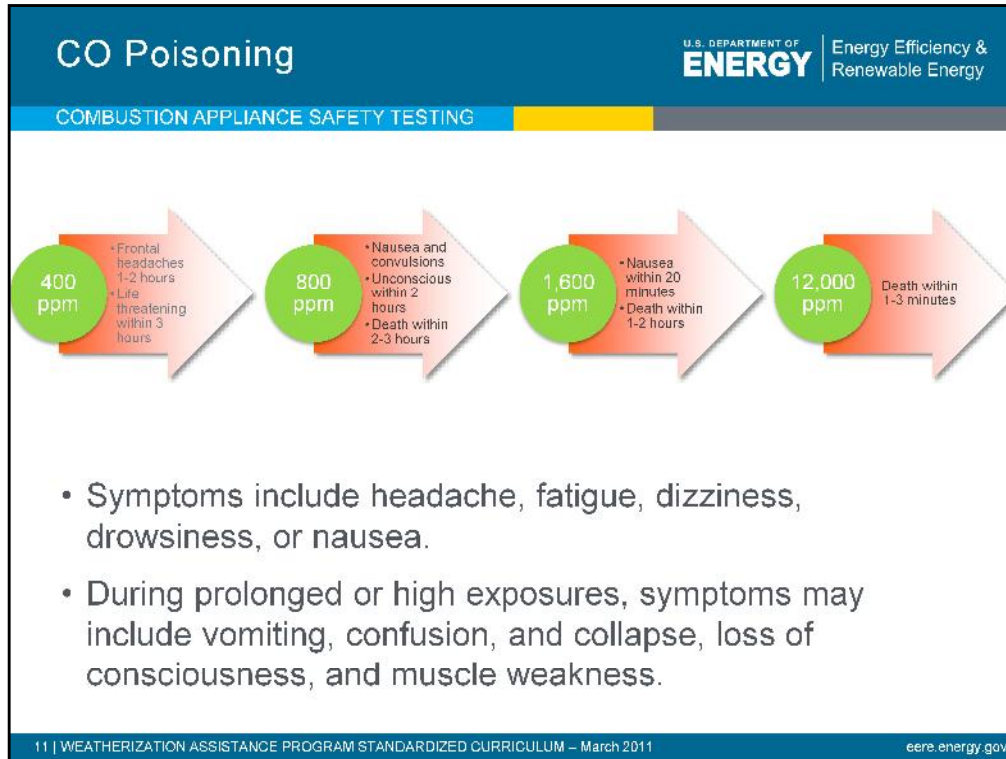 CO Poisoning
U.S. DEPARTMENT OF
ENERGY
Energy Efficiency &
Renewable Energy
COMBUSTION APPLIANCE SAFETY TESTING
400
ppm
• Frontal
headaches
1-2 hours
• Life
threatening
within 3
hours
800
ppm
• Nausea and
convulsions
• Unconscious
within 2
hours
• Death within
2-3 hours
1,600
ppm
• Nausea
within 20
minutes
• Death within
1-2 hours
12,000
ppm
Death within
1-3 minutes
• Symptoms include headache, fatigue, dizziness,
drowsiness, or nausea.
• During prolonged or high exposures, symptoms may
include vomiting, confusion, and collapse, loss of
consciousness, and muscle weakness.
11 | WEATHERIZATION ASSISTANCE PROGRAM STANDARDIZED CURRICULUM – March 2011
eere.energy.gov